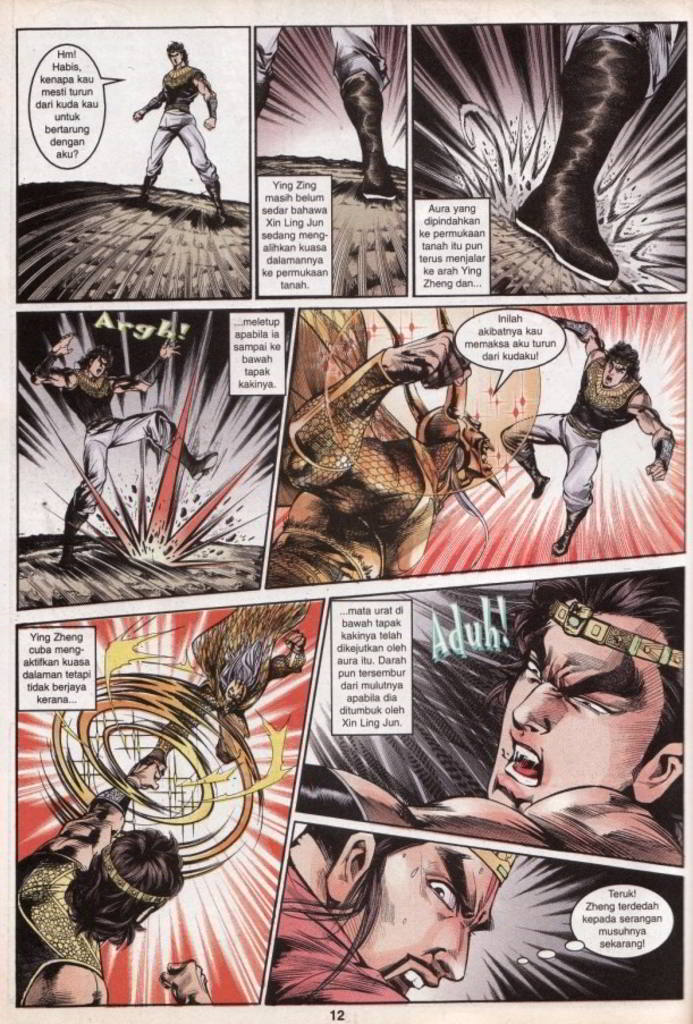 Hm!
Habis,
kenapa kau
mesti turun
dari kuda kau
untuk
bertarung
dengan
aku?
Ying Zing
masih belum
sedar bahawa
Xin Ling Jun
sedang meng-
alihkan kuasa
dalamannya
ke permukaan
tanah.
Aura yang
dipindahkan
ke permukaan
tanah itu pun
terus menjalar
ke arah Ying
Zheng dan...
Argh!
...meletup
apabila ia
sampai ke
bawah
tapak
kakinya.
Inilah
akibatnya kau
memaksa aku turun
dari kudaku!
Ying Zheng
cuba meng-
aktifkan kuasa
dalaman tetapi
tidak berjaya
kerana...
...mata urat di
bawah tapak
kakinya telah
dikejutkan oleh
aura itu. Darah
pun tersembur
dari mulutnya
apabila dia
ditumbuk oleh
Xin Ling Jun.
Aduh!
Teruk!
Zheng terdedah
kepada serangan
musuhnya
sekarang!
12